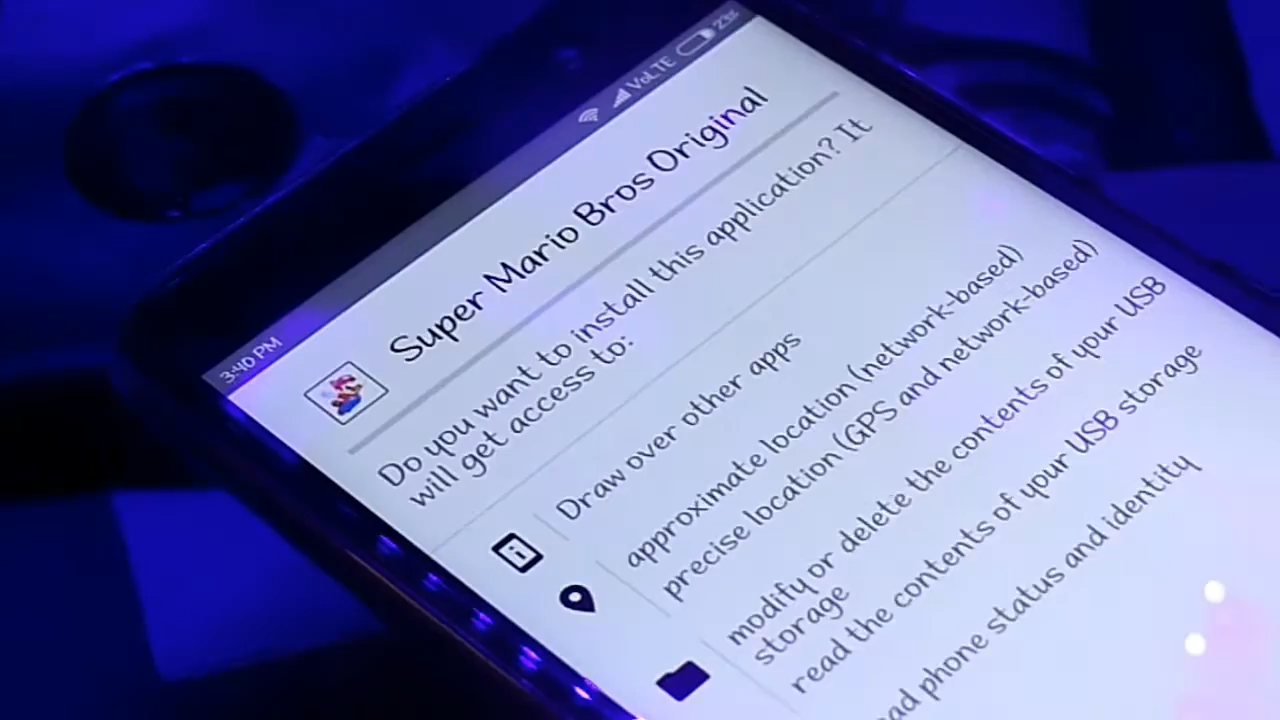 3:40 PM VoLTE 23%
Super Mario Bros Original
Do you want to install this application? It
will get access to:
Draw over other apps
approximate location (network-based)
precise location (GPS and network-based)
modify or delete the contents of your USB
storage
read the contents of your USB storage
phone status and identity